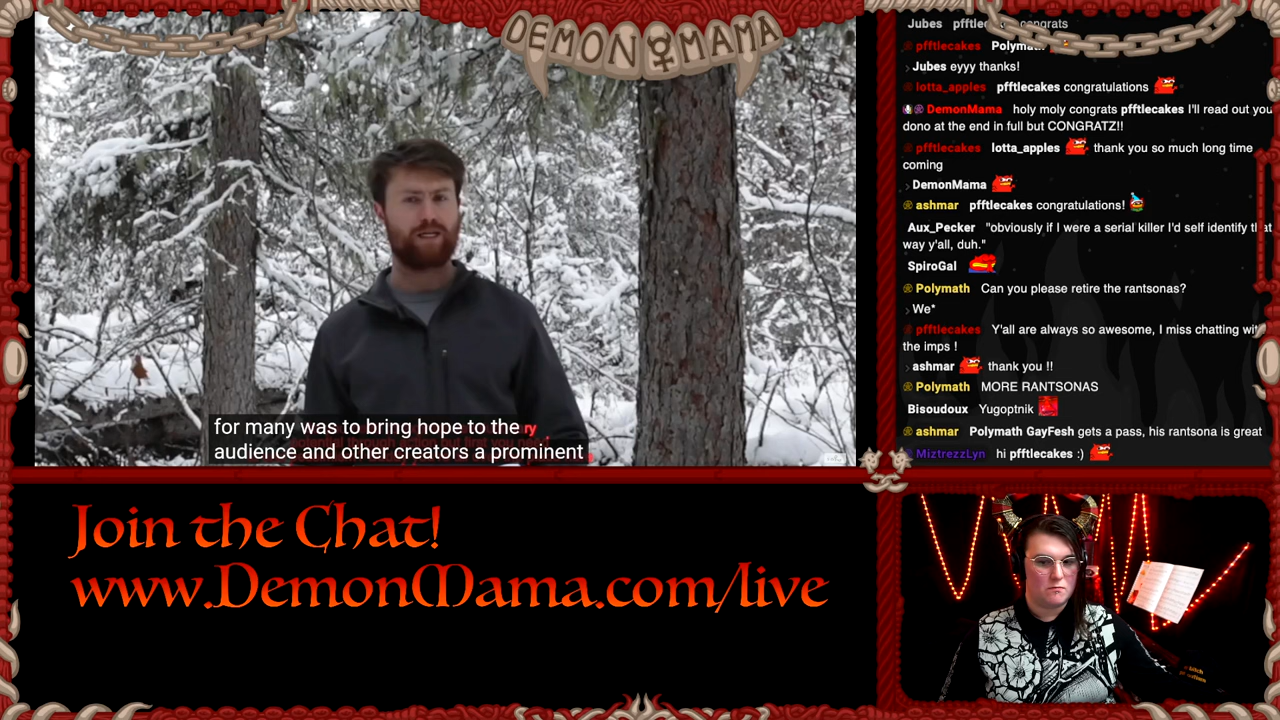 DEMON MAMA
for many was to bring hope to the ry
audience and other creators a prominent
Jubes congrats
pfftlecakes Polymath
Jubes eyyy thanks!
lotta_apples pfftlecakes congratulations
DemonMama holy moly congrats pfftlecakes I'll read out you
dono at the end in full but CONGRATZ!!
pfftlecakes lotta_apples thank you so much long time
coming
DemonMama
ashmar pfftlecakes congratulations!
Aux_Pecker "obviously if I were a serial killer I'd self identify that
way y'all, duh."
SpiroGal
Polymath Can you please retire the rantsonas?
We*
pfftlecakes Y'all are always so awesome, I miss chatting with
the imps !
ashmar thank you !!
Polymath MORE RANTSONAS
Bisoudoux Yugoptnik
ashmar Polymath GayFesh gets a pass, his rantsona is great
MiztrezzLyn hi pfftlecakes :)
Join the Chat!
www.DemonMama.com/live